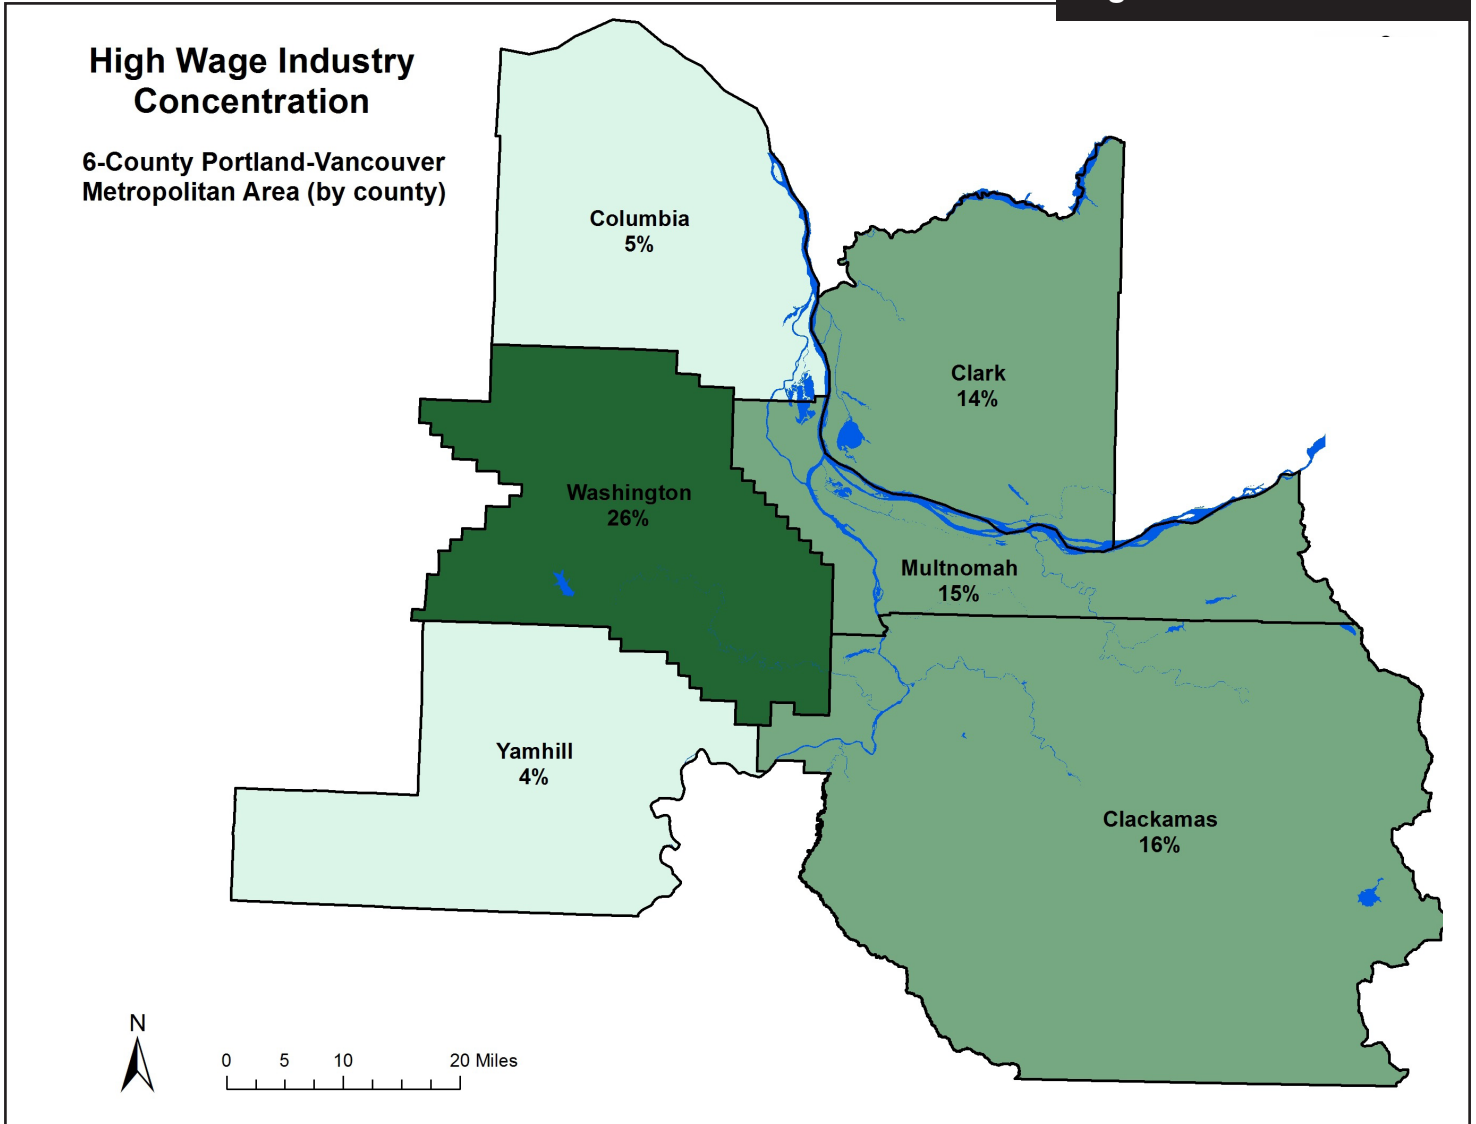 High Wage Industry
Concentration
6-County Portland-Vancouver
Metropolitan Area (by county)
Columbia
5%
Clark
14%
Washington
26%
Multnomah
15%
Yamhill
4%
Clackamas
16%
N
0 5 10 20 Miles